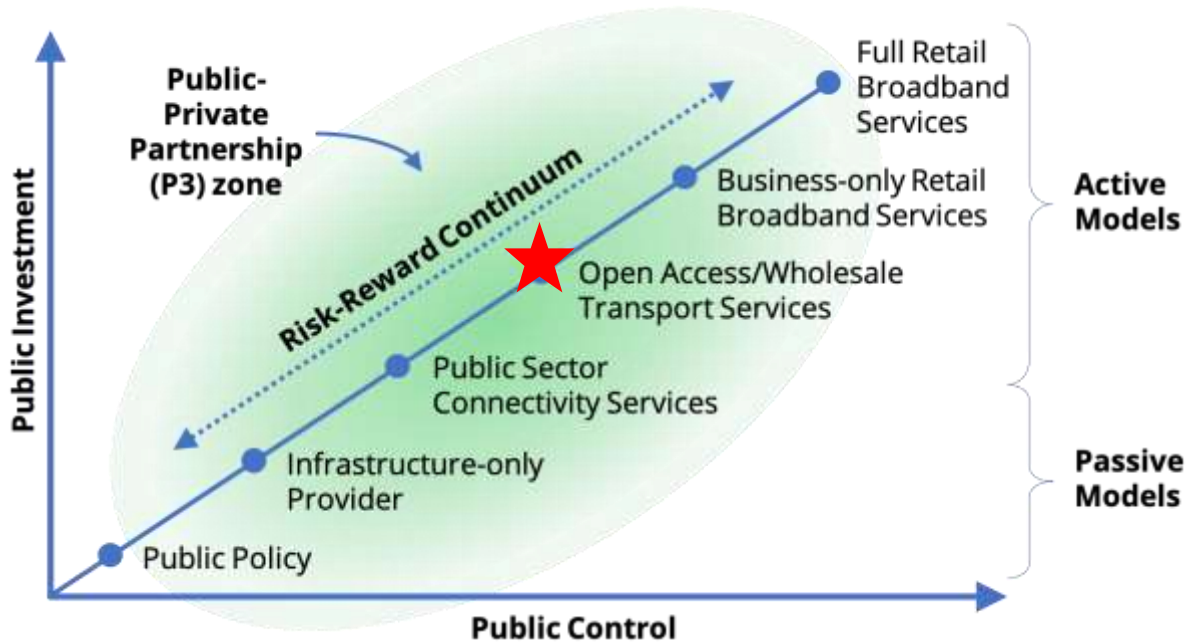 Public-
Private
Partnership
(P3) zone
Full Retail
Broadband
Services
Business-only Retail
Broadband Services
Active
Models
Risk-Reward Continuum
Open Access/Wholesale
Transport Services
Public Investment
Public Sector
Connectivity Services
Infrastructure-only
Provider
Passive
Models
Public Policy
Public Control